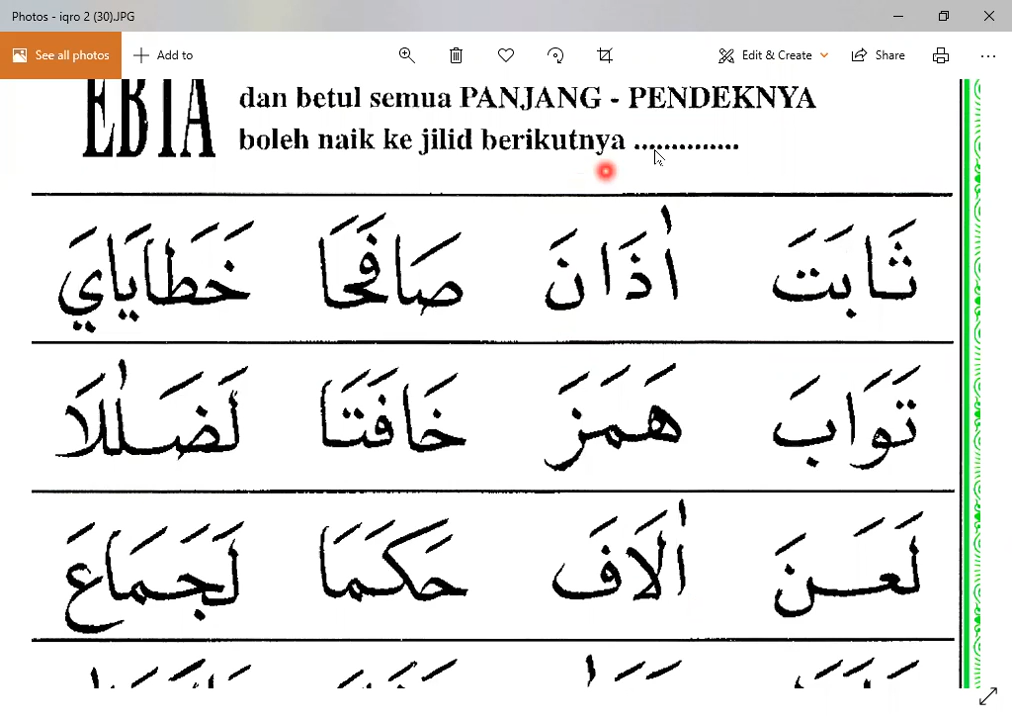 Photos - iqro 2 (30).JPG
See all photos
Add to
Edit & Create
Share
EBTA
dan betul semua PANJANG - PENDEKNYA
boleh naik ke jilid berikutnya ..............
ثَابَتَ اٰذَانَ صَافَحَا خَطَايَايَ
تَوَابَ هَمَزَ خَافَتَا لَضَلٰلَا
لَعَنَ اٰلَافَ حَكَمَا لَجَمَاعَ